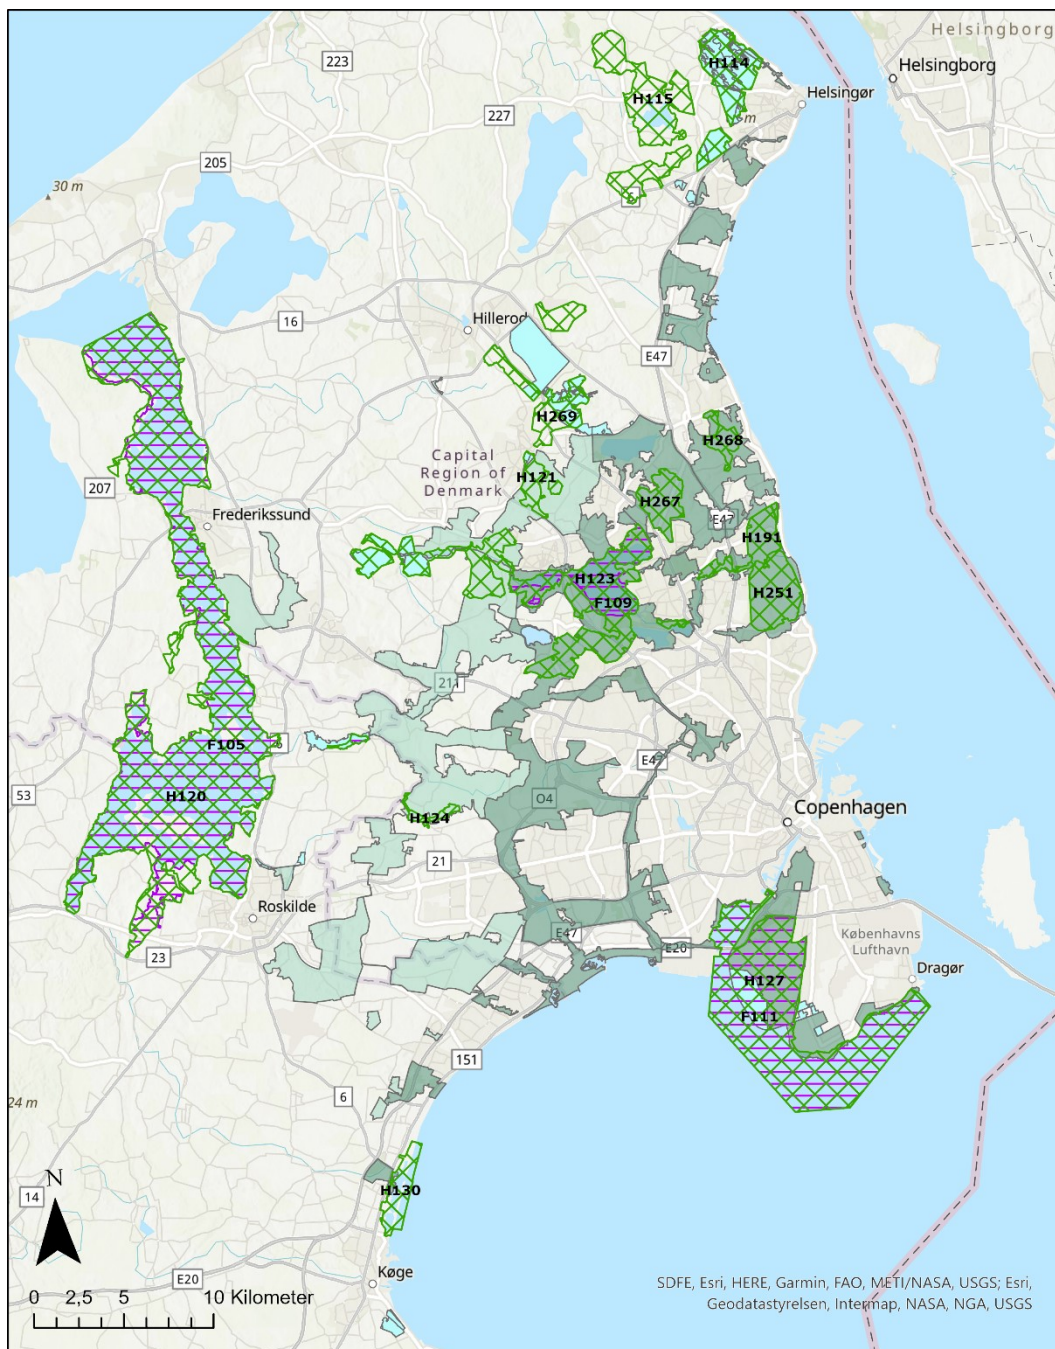 Helsingborg
223
H114
Helsingborg
H115
Helsingør
227
m
205
30 m
6
16
Hillerød
E47
H269
H268
Capital
Region of
Denmark
H121
207
H267
Frederikssund
E47
H191
H123
H251
F109
211
F105
6
E47
53
H120
O4
Copenhagen
H124
21
Roskilde
E47
E20
Københavns
Lufthavn
23
Dragør
H127
F111
151
6
24 m
N
14
H130
E20
Køge
SDFE, Esri, HERE, Garmin, FAO, METI/NASA, USGS; Esri,
Geodatastyrelsen, Intermap, NASA, NGA, USGS
0 2,5 5 10 Kilometer